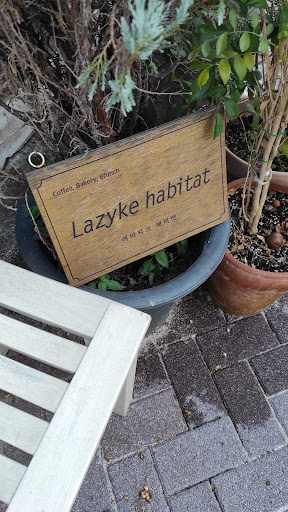 Coffee, Bakery, Brunch
Lazyke habitat
레이지크 해비탯